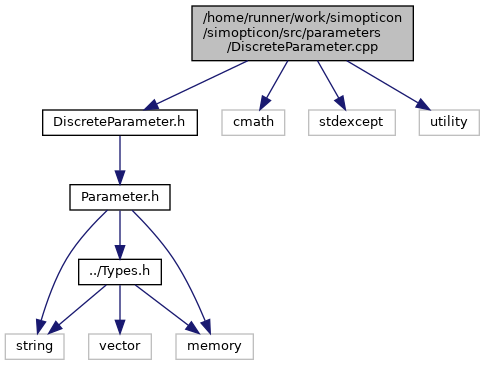 /home/runner/work/simopticon
/simopticon/src/parameters
/DiscreteParameter.cpp
DiscreteParameter.h
cmath
stdexcept
utility
Parameter.h
../Types.h
string
vector
memory